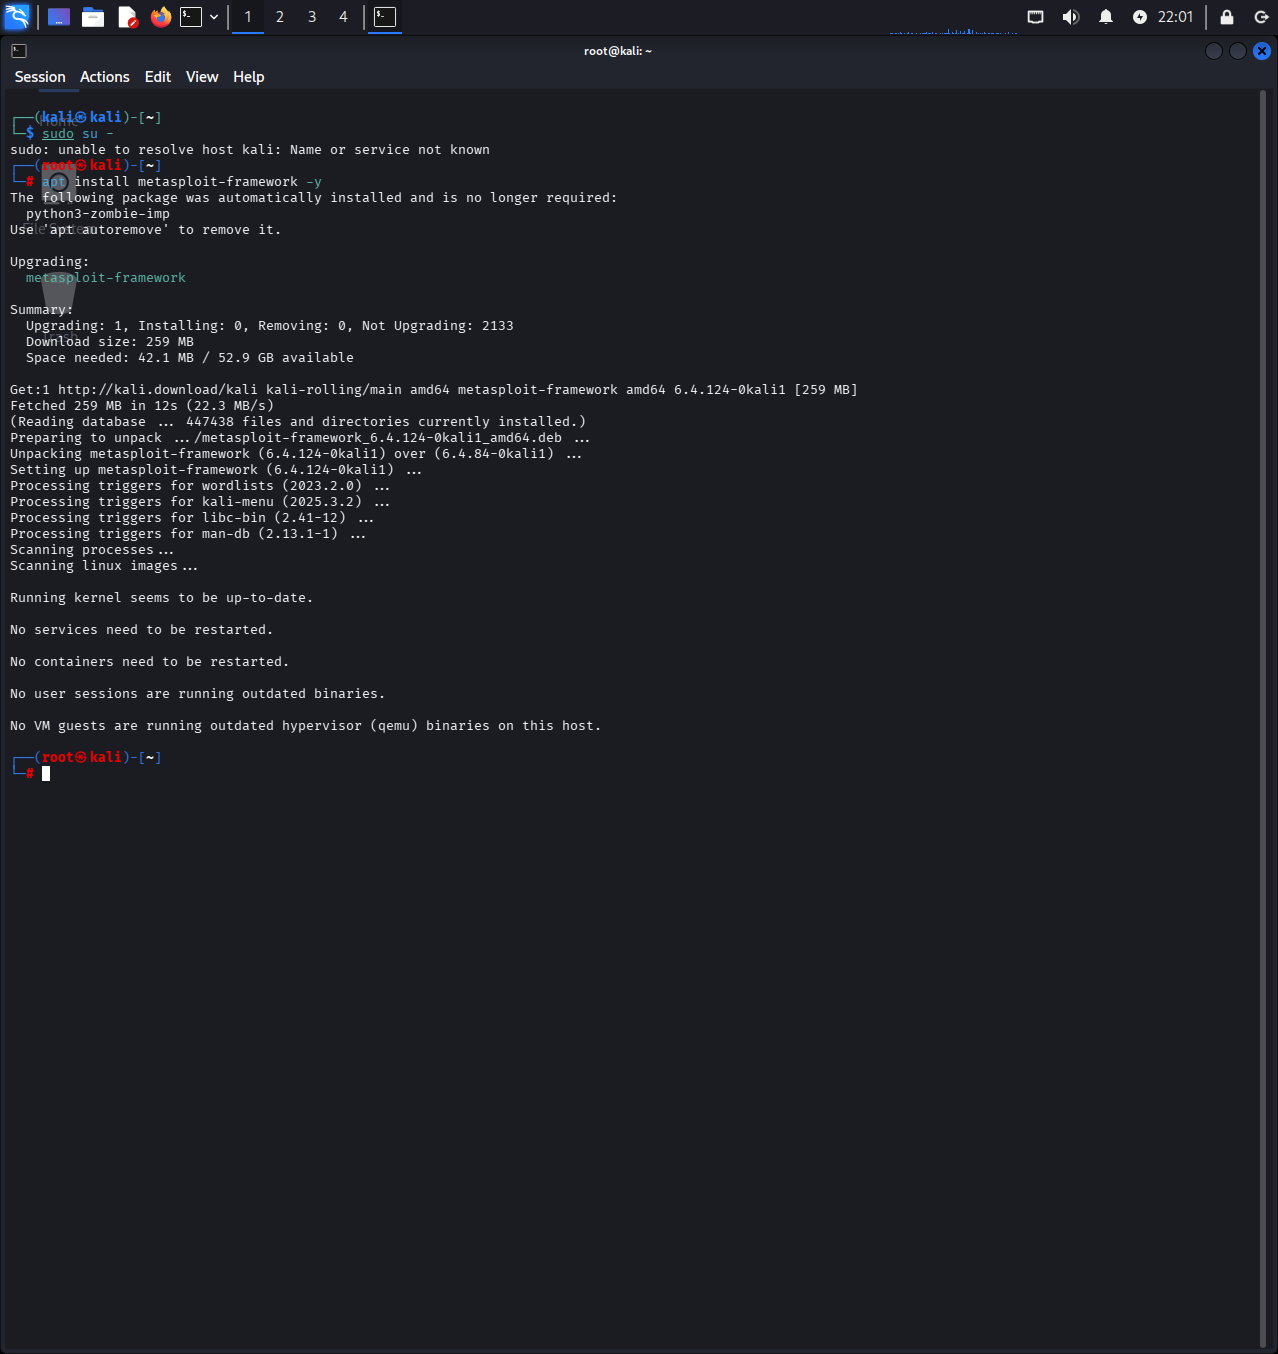 1 2 3 4 22:01
root@kali: ~
Session Actions Edit View Help
Home
┌──(kali㉿kali)-[~]
└─$ sudo su -
sudo: unable to resolve host kali: Name or service not known
┌──(root㉿kali)-[~]
└─# apt install metasploit-framework -y
The following package was automatically installed and is no longer required:
  python3-zombie-imp
File System
Use 'apt autoremove' to remove it.

Upgrading:
  metasploit-framework

Summary:
  Upgrading: 1, Installing: 0, Removing: 0, Not Upgrading: 2133
Trash
  Download size: 259 MB
  Space needed: 42.1 MB / 52.9 GB available

Get:1 http://kali.download/kali kali-rolling/main amd64 metasploit-framework amd64 6.4.124-0kali1 [259 MB]
Fetched 259 MB in 12s (22.3 MB/s)
(Reading database ... 447438 files and directories currently installed.)
Preparing to unpack .../metasploit-framework_6.4.124-0kali1_amd64.deb ...
Unpacking metasploit-framework (6.4.124-0kali1) over (6.4.84-0kali1) ...
Setting up metasploit-framework (6.4.124-0kali1) ...
Processing triggers for wordlists (2023.2.0) ...
Processing triggers for kali-menu (2025.3.2) ...
Processing triggers for libc-bin (2.41-12) ...
Processing triggers for man-db (2.13.1-1) ...
Scanning processes...
Scanning linux images...

Running kernel seems to be up-to-date.

No services need to be restarted.

No containers need to be restarted.

No user sessions are running outdated binaries.

No VM guests are running outdated hypervisor (qemu) binaries on this host.

┌──(root㉿kali)-[~]
└─#